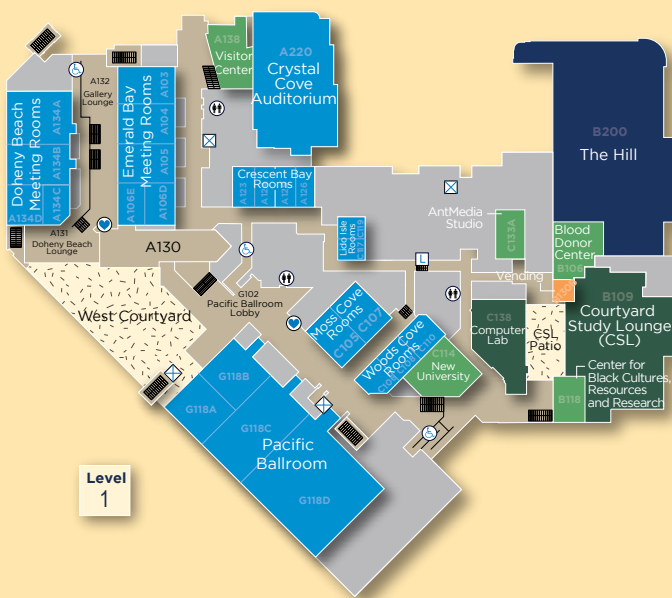 A138
Visitor
Center
A220
Crystal
Cove
Auditorium
A132
Gallery
Lounge
Doheny Beach
Meeting Rooms
A134A
A134B
A134C
A134D
Emerald Bay
Meeting Rooms
A103
A104
A105
A106E
A106D
B200
The Hill
Crescent Bay
Rooms
A123
A126
AntMedia
Studio
C133A
Lido Isle
Rooms
C119
Blood
Donor
Center
B106
A131
Doheny Beach
Lounge
A130
L
Vending
G102
Pacific Ballroom
Lobby
B109
Courtyard
Study Lounge
(CSL)
West Courtyard
Moss Cove
Rooms
C105
C107
C138
Computer
Lab
CSL
Patio
Woods Cove
Rooms
C110
C114
New
University
Center for
Black Cultures,
Resources
and Research
B118
G118B
G118A
G118C
Pacific
Ballroom
G118D
Level
1